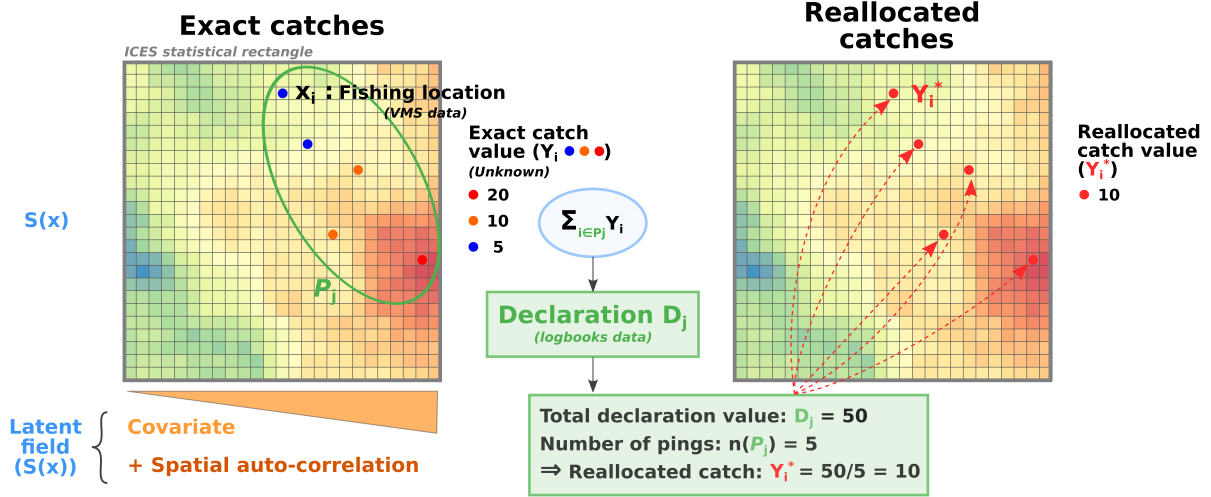 Exact catches
ICES statistical rectangle
xi : Fishing location
(VMS data)
Pj
S(x)
Exact catch
value (Yi )
(Unknown)
20
10
5
Σi∈Pj Yi
Declaration Dj
(logbooks data)
Reallocated
catches
Yi*
Reallocated
catch value
(Yi*)
10
Latent
field
(S(x))
Covariate
+ Spatial auto-correlation
Total declaration value: Dj = 50
Number of pings: n(Pj) = 5
⇒ Reallocated catch: Yi* = 50/5 = 10